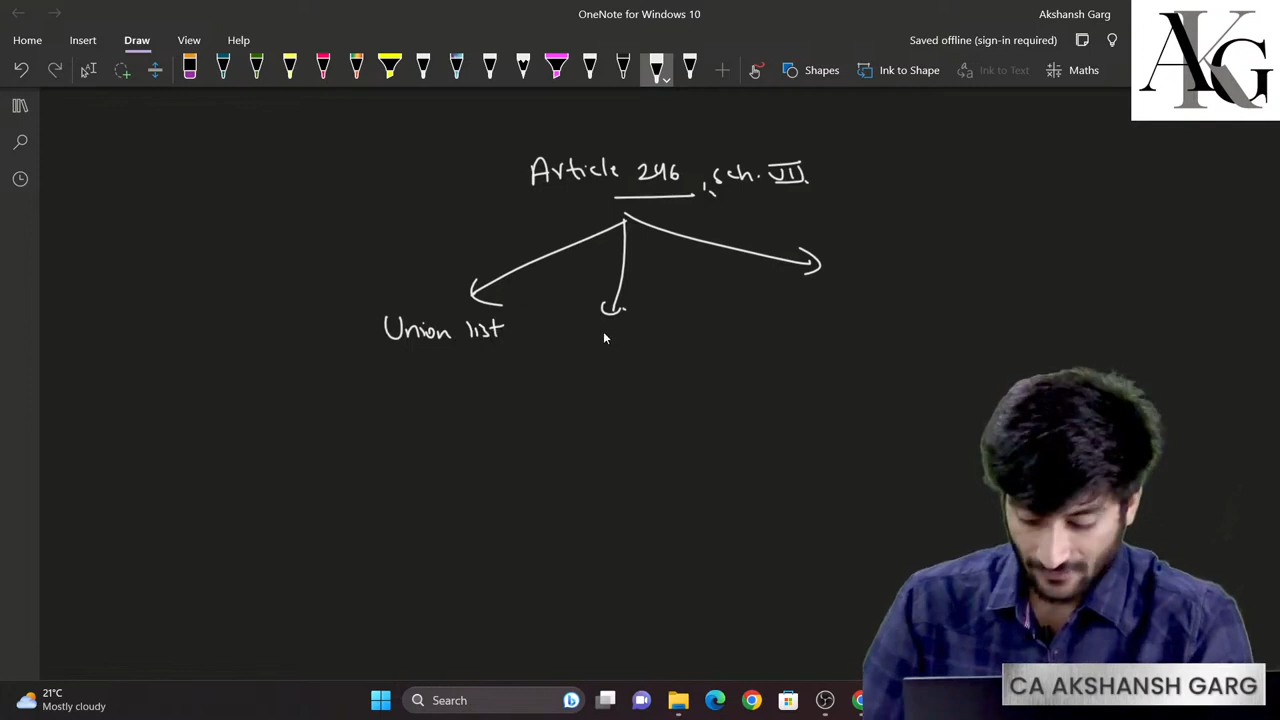 OneNote for Windows 10
Akshansh Garg
Home Insert Draw View Help
Saved offline (sign-in required)
Shapes Ink to Shape Ink to Text Maths
AKG
Article 246, Sch. VII
Union list
CA AKSHANSH GARG
21°C
Mostly cloudy
Search